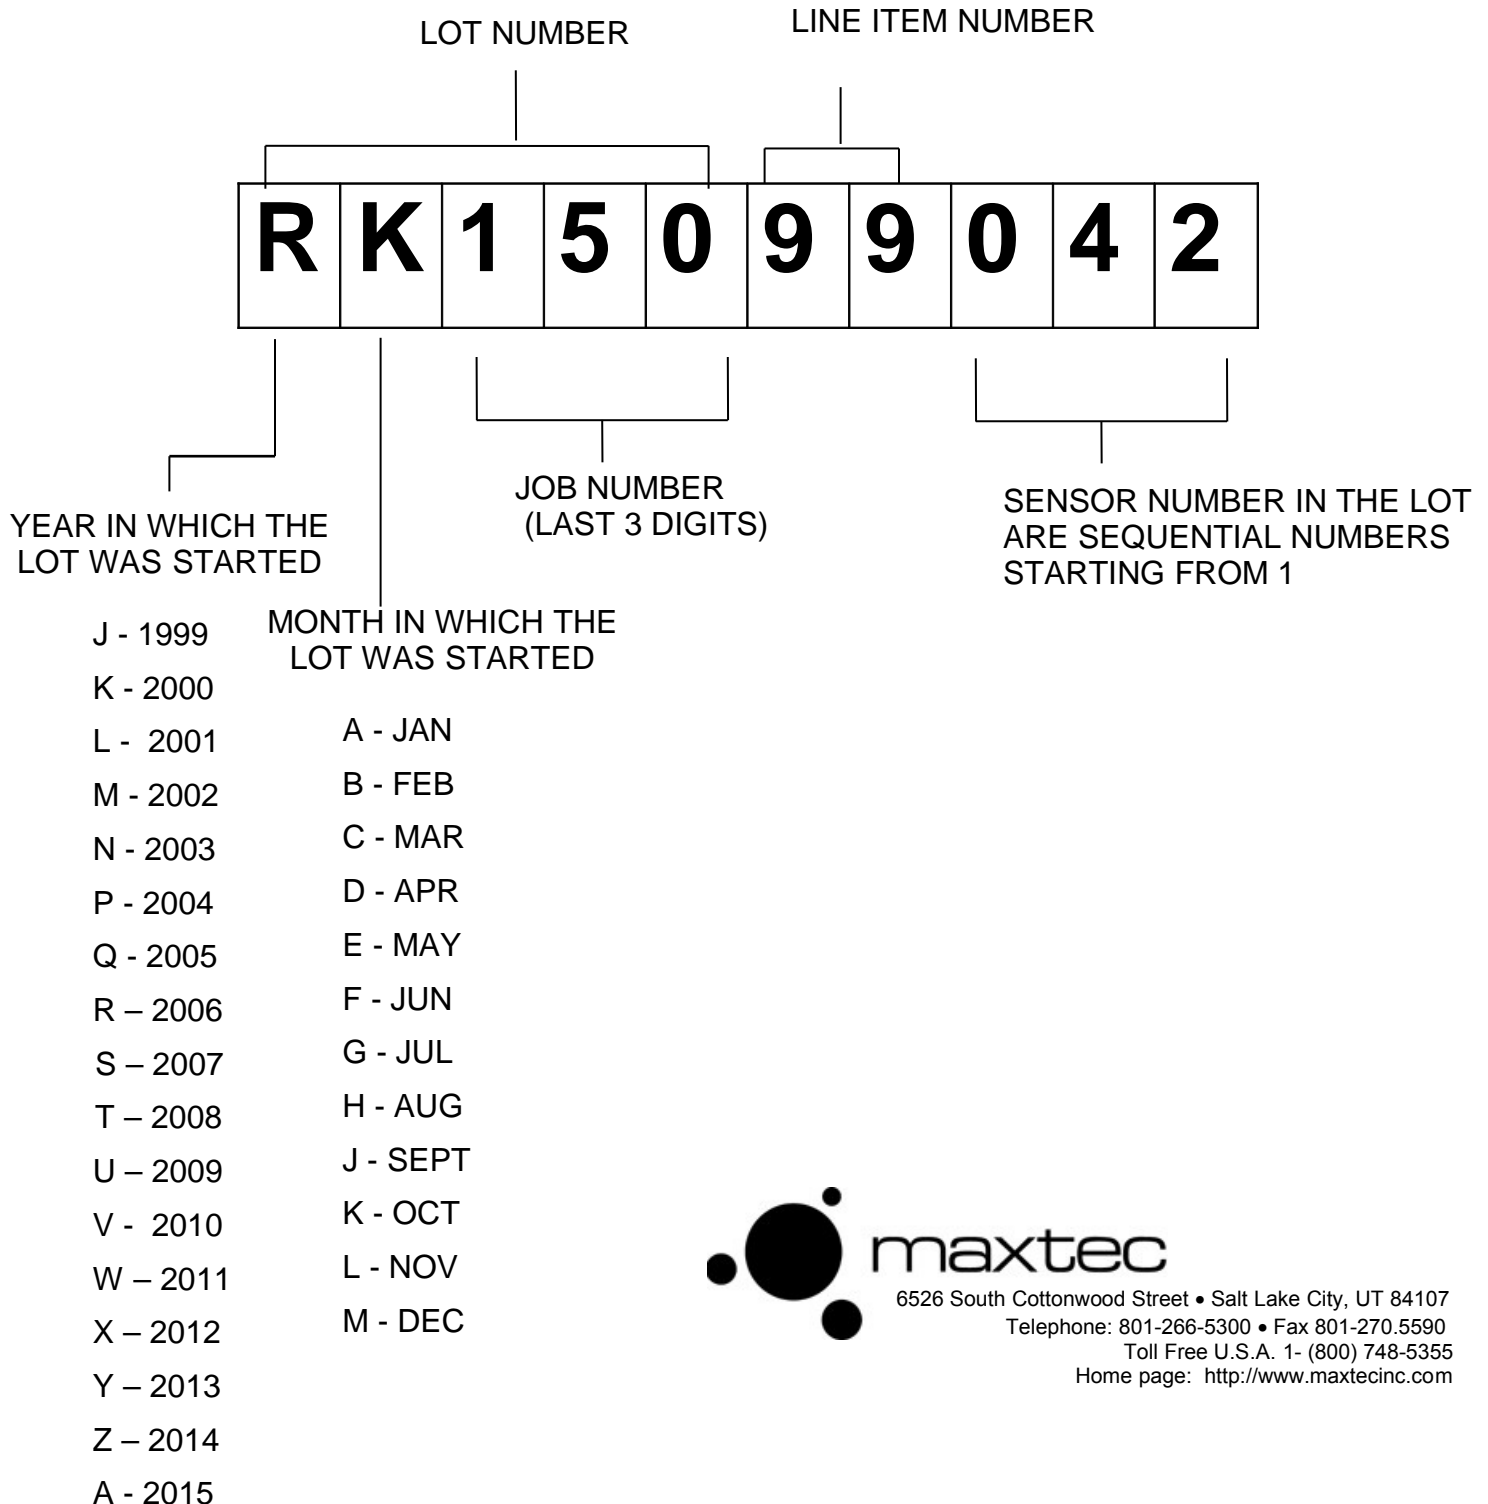 LOT NUMBER
LINE ITEM NUMBER
R K 1 5 0 9 9 0 4 2
YEAR IN WHICH THE
LOT WAS STARTED
J - 1999
K - 2000
L -  2001
M - 2002
N - 2003
P - 2004
Q - 2005
R – 2006
S – 2007
T – 2008
U – 2009
V -  2010
W – 2011
X – 2012
Y – 2013
Z – 2014
A - 2015
MONTH IN WHICH THE
LOT WAS STARTED
A - JAN
B - FEB
C - MAR
D - APR
E - MAY
F - JUN
G - JUL
H - AUG
J - SEPT
K - OCT
L - NOV
M - DEC
JOB NUMBER
(LAST 3 DIGITS)
SENSOR NUMBER IN THE LOT
ARE SEQUENTIAL NUMBERS
STARTING FROM 1
maxtec
6526 South Cottonwood Street • Salt Lake City, UT 84107
Telephone: 801-266-5300 • Fax 801-270.5590
Toll Free U.S.A. 1- (800) 748-5355
Home page:  http://www.maxtecinc.com